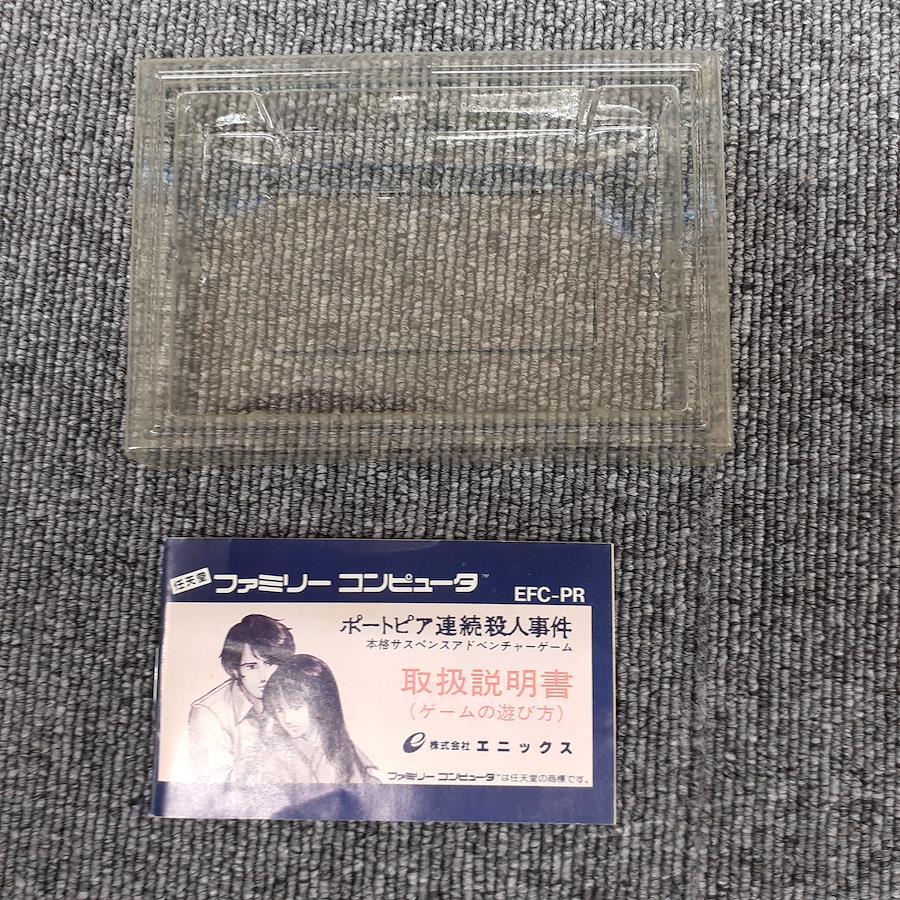 任天堂 ファミリー コンピュータ™
EFC-PR
ポートピア連続殺人事件
本格サスペンスアドベンチャーゲーム
取扱説明書
(ゲームの遊び方)
e 株式会社 エニックス
ファミリー コンピュータ™は任天堂の商標です。